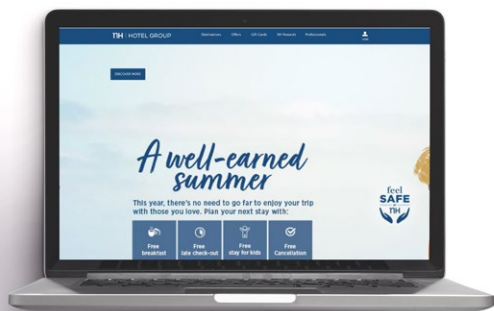 NH | HOTEL GROUP
Destinations Offers Gift Cards NH Rewards Professionals
DISCOVER MORE
A well-earned
summer
This year, there's no need to go far to enjoy your trip
with those you love. Plan your next stay with:
Free
breakfast
Free
late check-out
Free
stay for kids
Free
Cancellation
feel
SAFE
at
NH